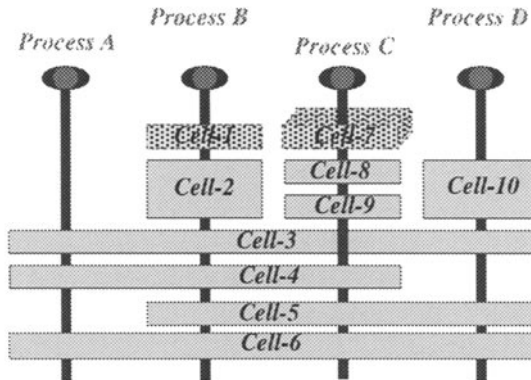 Process A
Process B
Process C
Process D
Cell-1
Cell-7
Cell-2
Cell-8
Cell-9
Cell-10
Cell-3
Cell-4
Cell-5
Cell-6